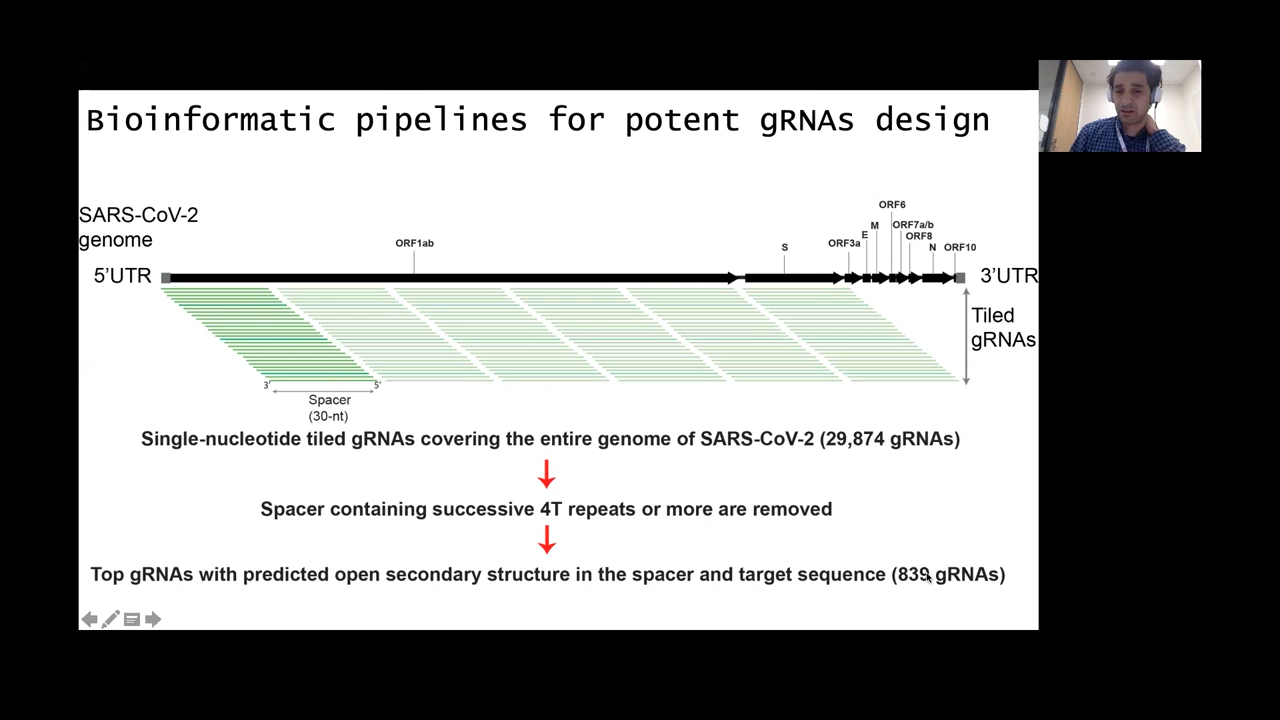 Bioinformatic pipelines for potent gRNAs design
SARS-CoV-2
genome
ORF6
M
ORF7a/b
E
ORF8
ORF1ab
S
ORF3a
N
ORF10
5'UTR
3'UTR
Tiled
gRNAs
3'
5'
Spacer
(30-nt)
Single-nucleotide tiled gRNAs covering the entire genome of SARS-CoV-2 (29,874 gRNAs)
Spacer containing successive 4T repeats or more are removed
Top gRNAs with predicted open secondary structure in the spacer and target sequence (839 gRNAs)